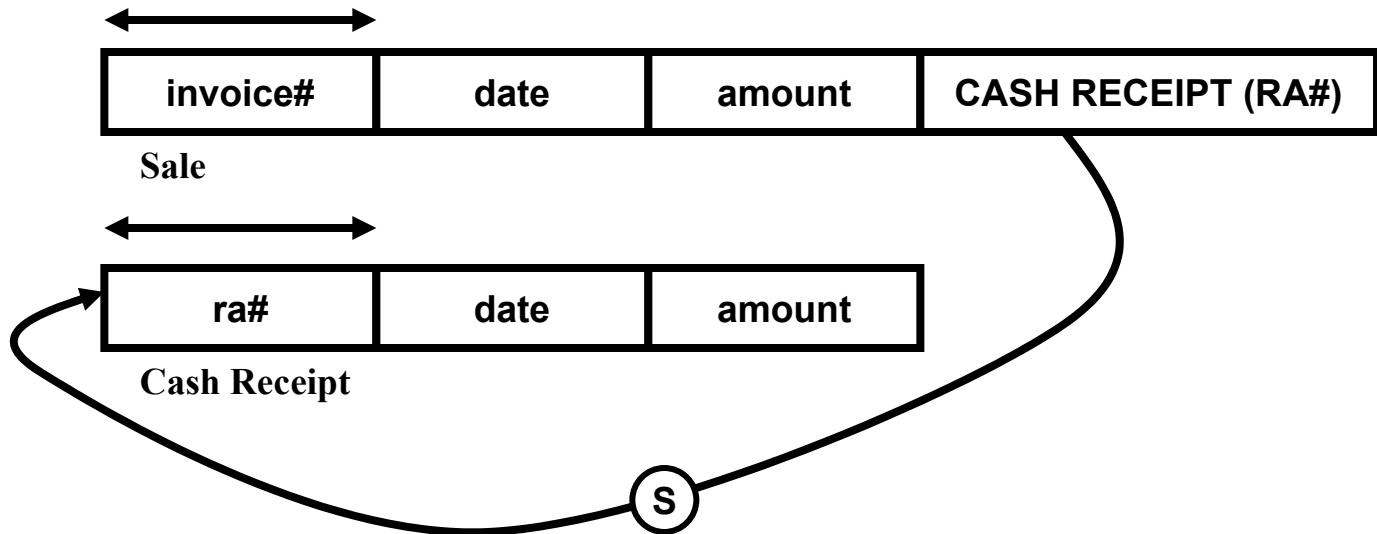 invoice# date amount CASH RECEIPT (RA#)
Sale
ra# date amount
Cash Receipt
S